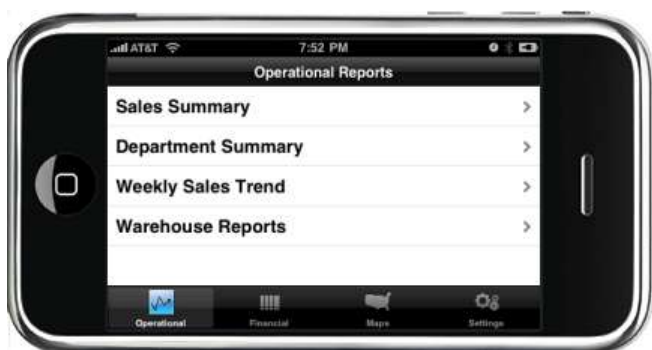 AT&T 7:52 PM
Operational Reports
Sales Summary
Department Summary
Weekly Sales Trend
Warehouse Reports
Operational Financial Maps Settings